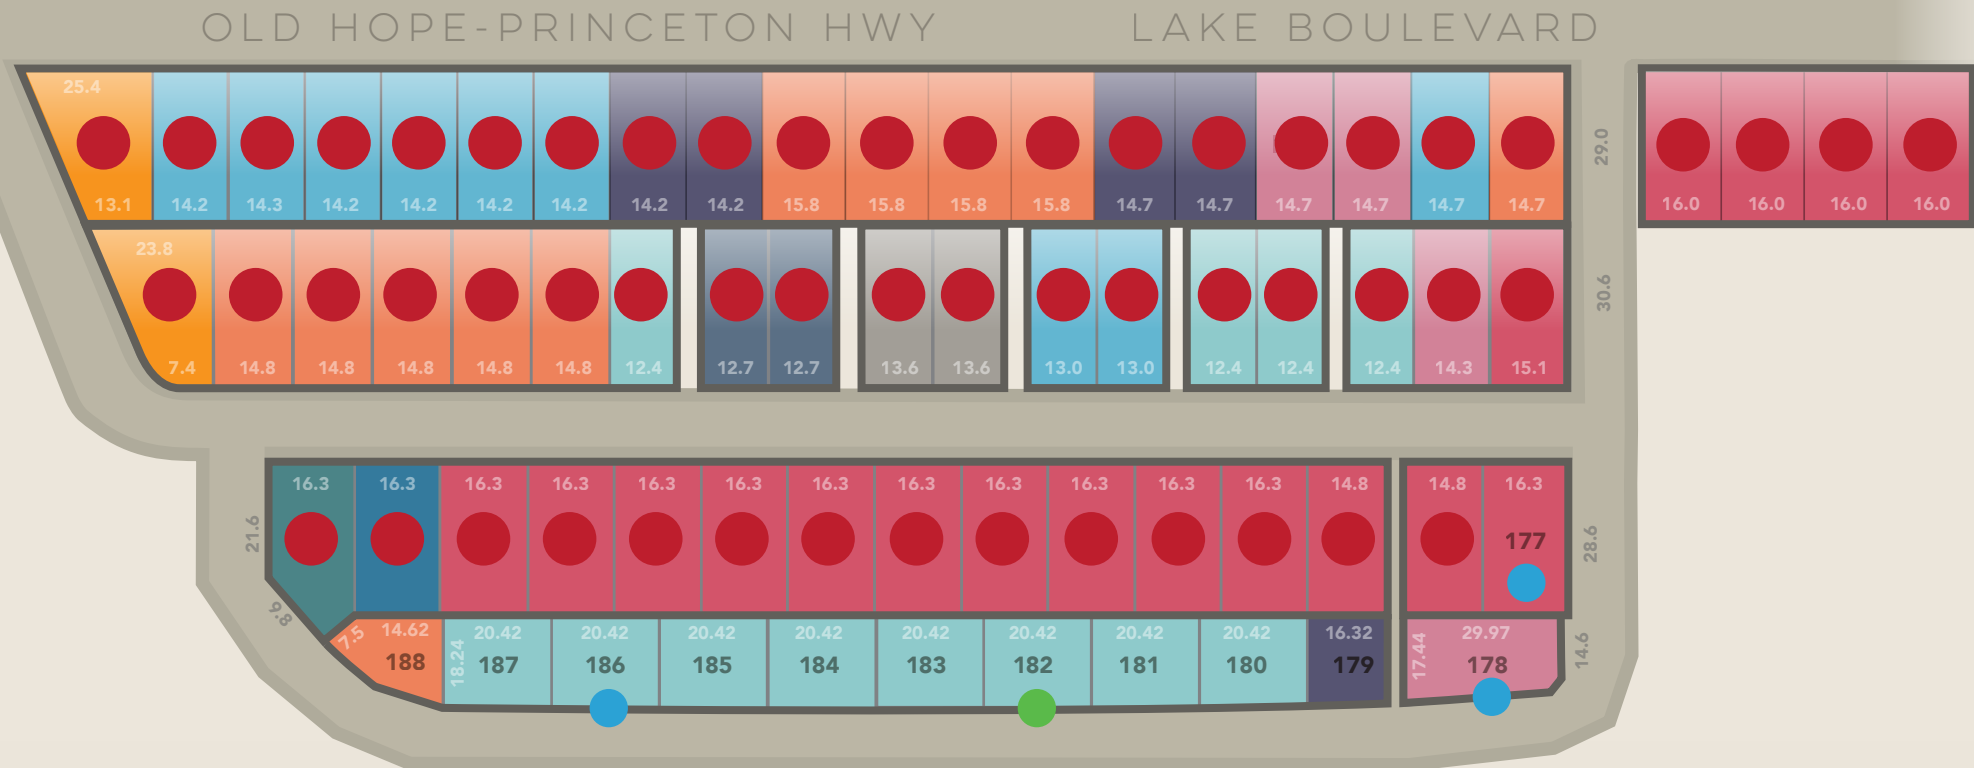 OLD HOPE-PRINCETON HWY LAKE BOULEVARD
25.4
13.1 14.2 14.3 14.2 14.2 14.2 14.2 14.2 14.2 15.8 15.8 15.8 15.8 14.7 14.7 14.7 14.7 14.7 14.7 29.0 16.0 16.0 16.0 16.0
23.8
7.4 14.8 14.8 14.8 14.8 14.8 12.4 12.7 12.7 13.6 13.6 13.0 13.0 12.4 12.4 12.4 14.3 15.1 30.6
16.3 16.3 16.3 16.3 16.3 16.3 16.3 16.3 16.3 16.3 16.3 16.3 14.8 14.8 16.3
21.6 177 28.6
9.8
7.5 14.62 20.42 20.42 20.42 20.42 20.42 20.42 20.42 20.42 16.32 29.97
188 18.24 187 186 185 184 183 182 181 180 179 17.44 178 14.6